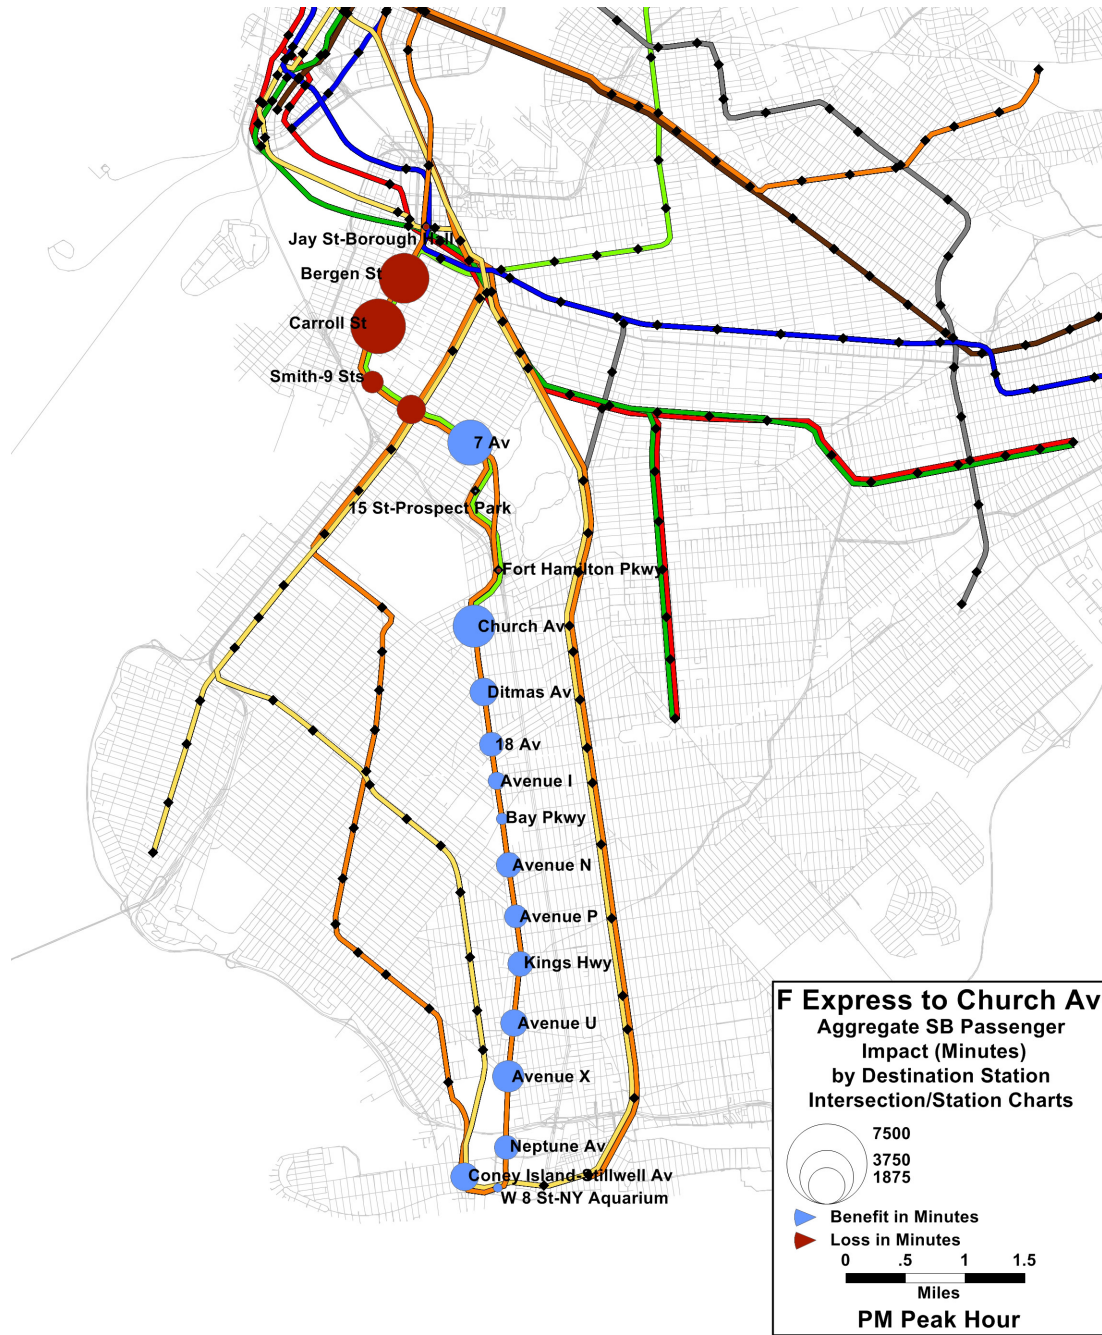 Jay St-Borough Hall
Bergen St
Carroll St
Smith-9 Sts
7 Av
15 St-Prospect Park
Fort Hamilton Pkwy
Church Av
Ditmas Av
18 Av
Avenue I
Bay Pkwy
Avenue N
Avenue P
Kings Hwy
Avenue U
Avenue X
Neptune Av
Coney Island-Stillwell Av
W 8 St-NY Aquarium
F Express to Church Av
Aggregate SB Passenger
Impact (Minutes)
by Destination Station
Intersection/Station Charts
7500
3750
1875
Benefit in Minutes
Loss in Minutes
0 .5 1 1.5
Miles
PM Peak Hour